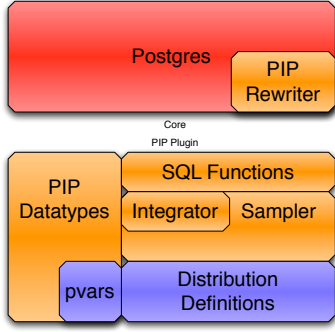 Postgres
PIP
Rewriter
Core
PIP Plugin
PIP
Datatypes
SQL Functions
Integrator
Sampler
pvars
Distribution
Definitions